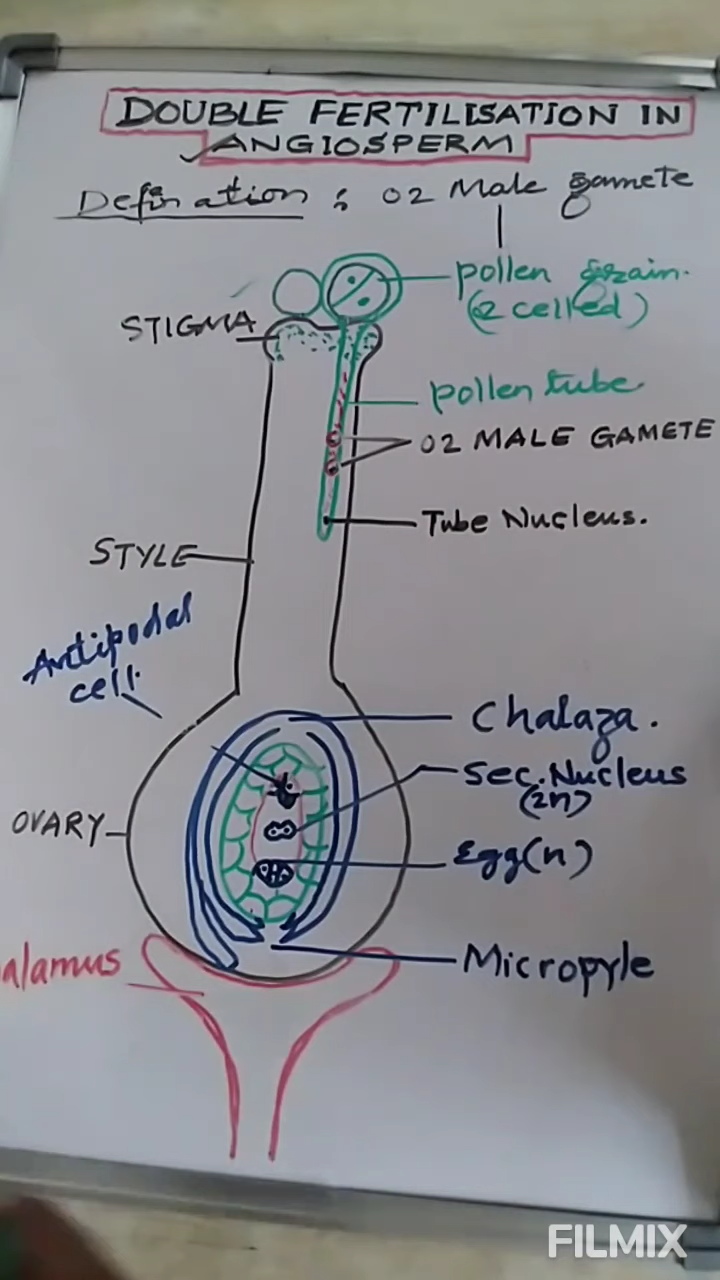 DOUBLE FERTILISATION IN
ANGIOSPERM
Defination : 02 Male gamete
pollen grain.
(2 celled)
STIGMA
pollen tube
02 MALE GAMETE
Tube Nucleus.
STYLE
Antipodal
cell
Chalaza.
Sec. Nucleus
(2n)
OVARY
Egg(n)
alamus
Micropyle
FILMIX